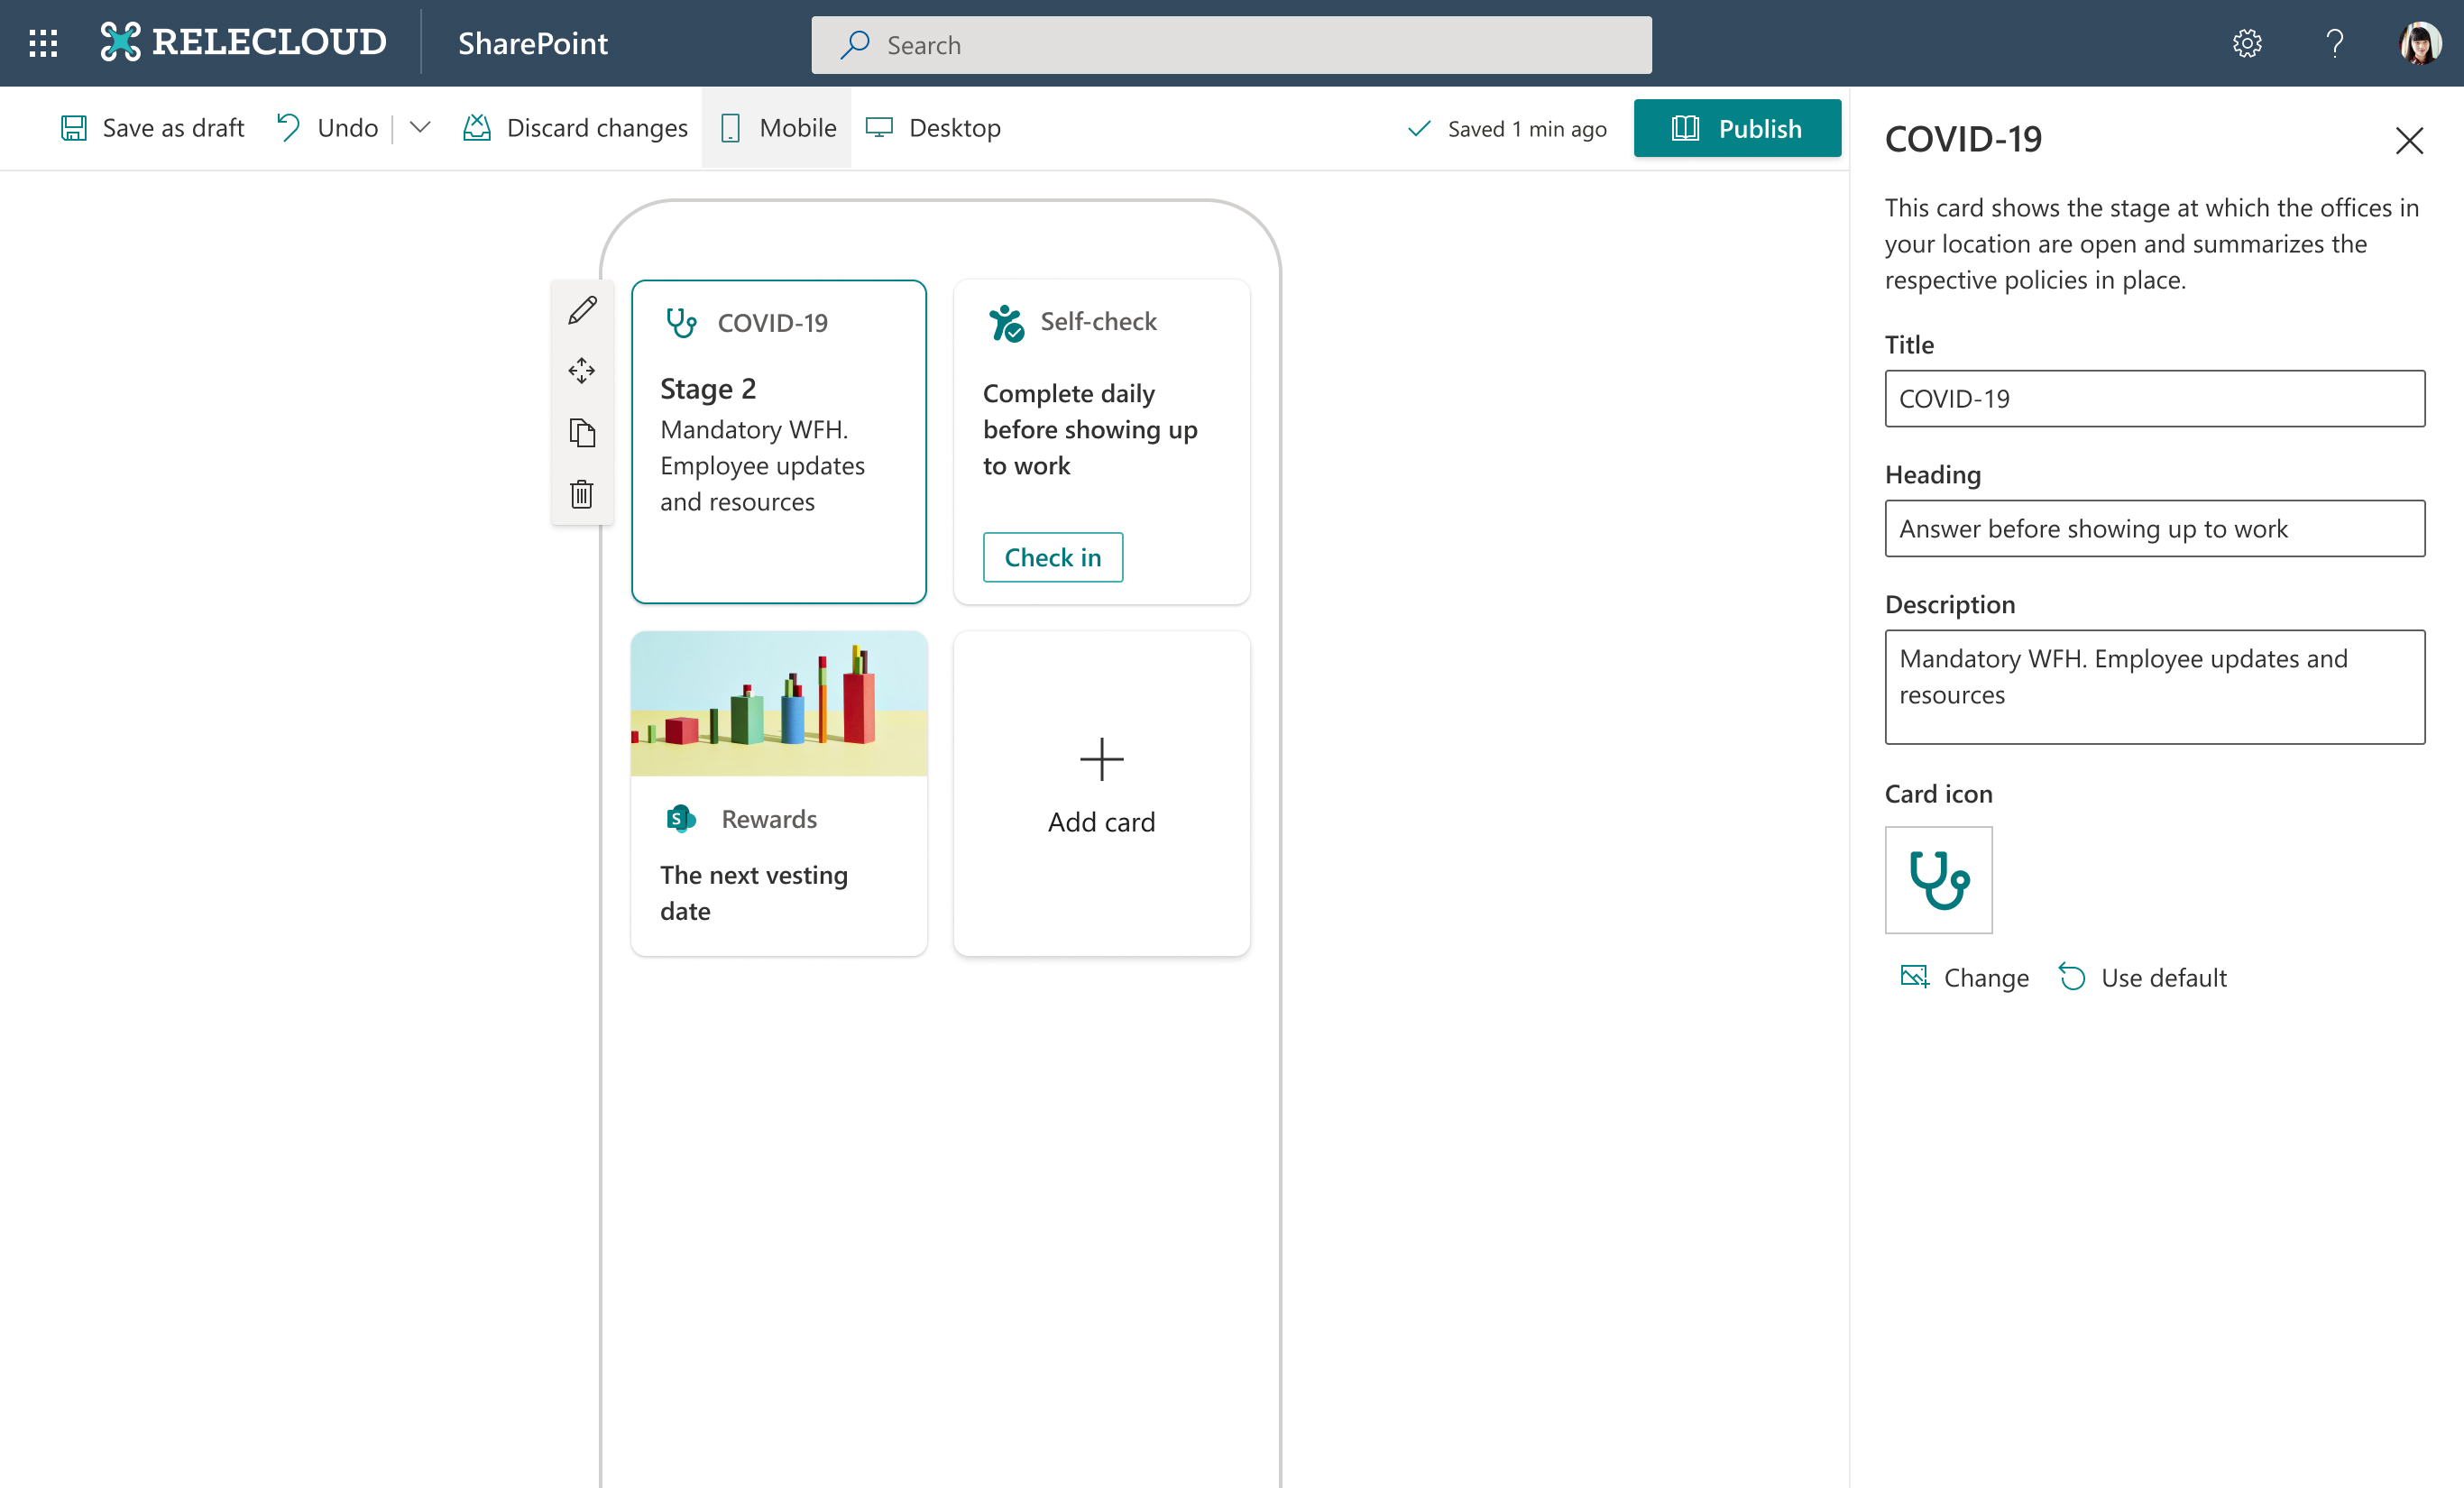 RELECLOUD
SharePoint
Search
Save as draft
Undo
Discard changes
Mobile
Desktop
Saved 1 min ago
Publish
COVID-19
Stage 2
Mandatory WFH.
Employee updates
and resources
Self-check
Complete daily
before showing up
to work
Check in
S
Rewards
The next vesting
date
Add card
COVID-19
This card shows the stage at which the offices in
your location are open and summarizes the
respective policies in place.
Title
COVID-19
Heading
Answer before showing up to work
Description
Mandatory WFH. Employee updates and
resources
Card icon
Change
Use default